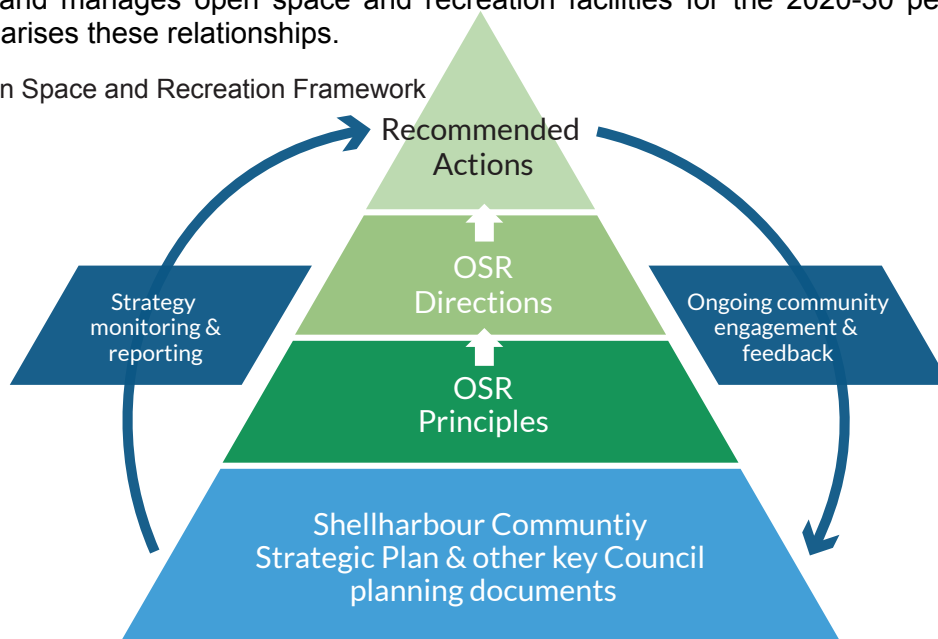 and manages open space and recreation facilities for the 2020-30 pe
arises these relationships.
n Space and Recreation Framework
Recommended
Actions
OSR
Directions
Strategy
monitoring &
reporting
Ongoing community
engagement &
feedback
OSR
Principles
Shellharbour Communtiy
Strategic Plan & other key Council
planning documents